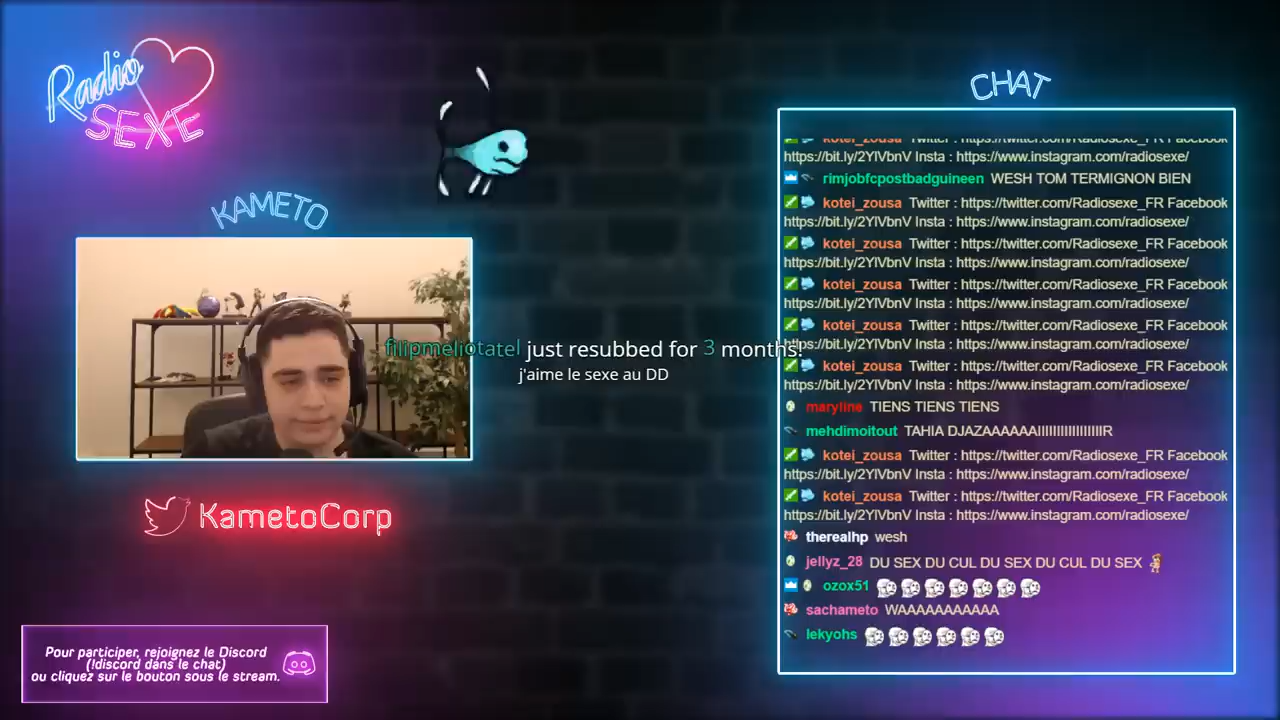 Radio
SEXE
KAMETO
KametoCorp
Pour participer, rejoignez le Discord
(!discord dans le chat)
ou cliquez sur le bouton sous le stream.
filipmeliotatel just resubbed for 3 months!
j'aime le sexe au DD
CHAT
kotei_zousa Twitter : https://twitter.com/Radiosexe_FR Facebook
https://bit.ly/2YlVbnV Insta : https://www.instagram.com/radiosexe/
rimjobfcpostbadguineen WESH TOM TERMIGNON BIEN
kotei_zousa Twitter : https://twitter.com/Radiosexe_FR Facebook
https://bit.ly/2YlVbnV Insta : https://www.instagram.com/radiosexe/
kotei_zousa Twitter : https://twitter.com/Radiosexe_FR Facebook
https://bit.ly/2YlVbnV Insta : https://www.instagram.com/radiosexe/
kotei_zousa Twitter : https://twitter.com/Radiosexe_FR Facebook
https://bit.ly/2YlVbnV Insta : https://www.instagram.com/radiosexe/
kotei_zousa Twitter : https://twitter.com/Radiosexe_FR Facebook
https://bit.ly/2YlVbnV Insta : https://www.instagram.com/radiosexe/
kotei_zousa Twitter : https://twitter.com/Radiosexe_FR Facebook
https://bit.ly/2YlVbnV Insta : https://www.instagram.com/radiosexe/
maryline TIENS TIENS TIENS
mehdimoitout TAHIA DJAZAAAAAAIIIIIIIIIIIIIIIIIR
kotei_zousa Twitter : https://twitter.com/Radiosexe_FR Facebook
https://bit.ly/2YlVbnV Insta : https://www.instagram.com/radiosexe/
kotei_zousa Twitter : https://twitter.com/Radiosexe_FR Facebook
https://bit.ly/2YlVbnV Insta : https://www.instagram.com/radiosexe/
therealhp wesh
jellyz_28 DU SEX DU CUL DU SEX DU CUL DU SEX
ozox51
sachameto WAAAAAAAAAAA
lekyohs